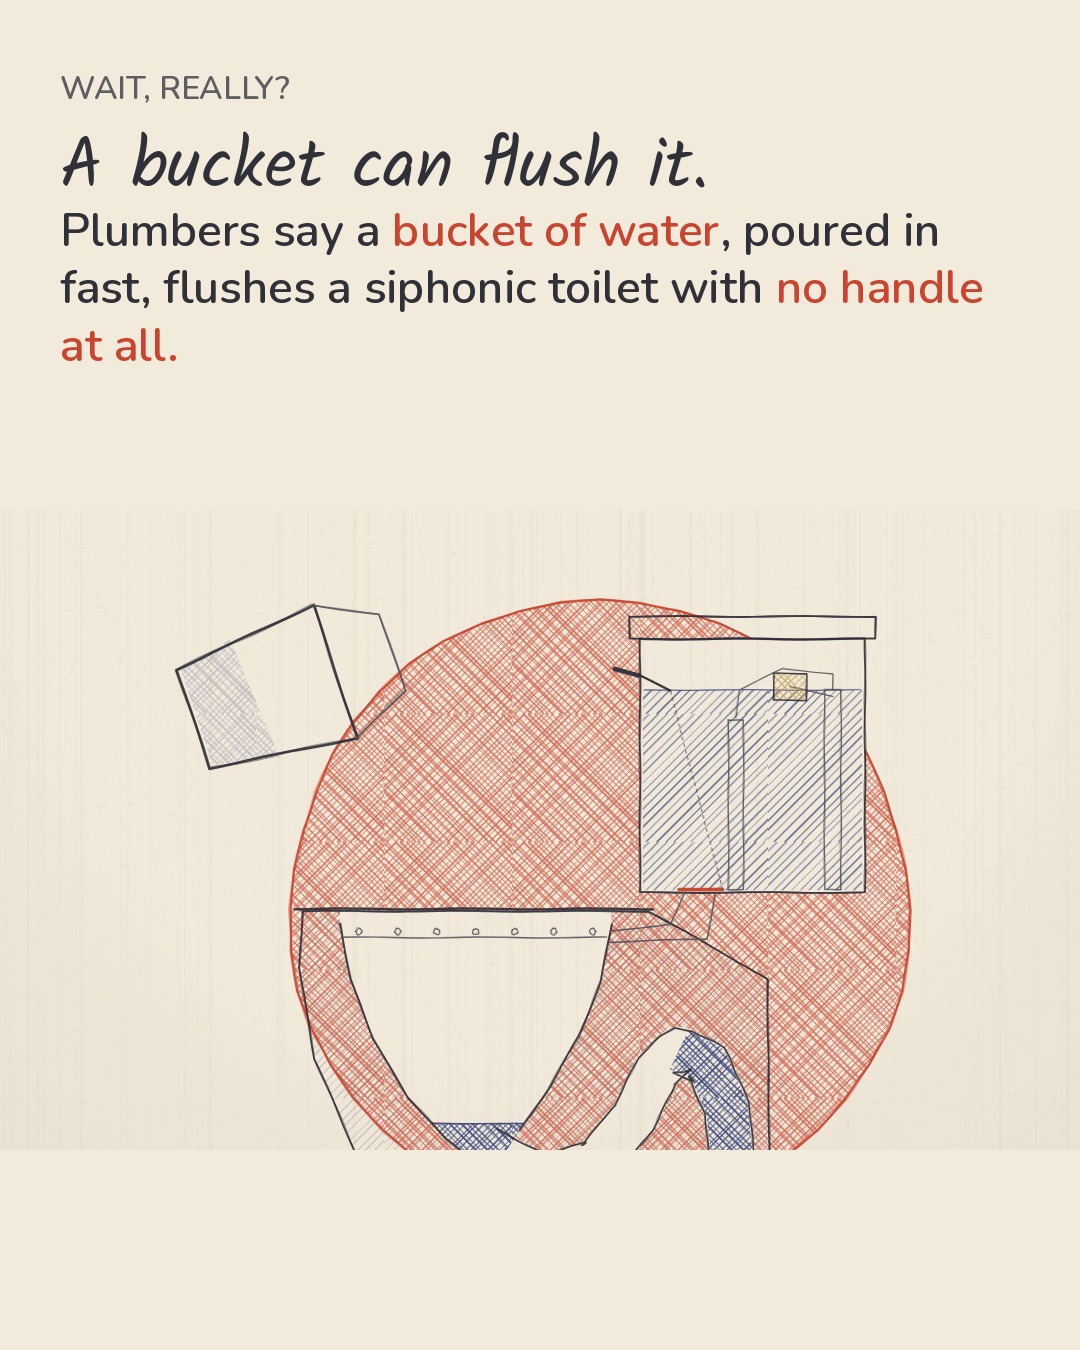 WAIT, REALLY?
A bucket can flush it.
Plumbers say a bucket of water, poured in
fast, flushes a siphonic toilet with no handle
at all.